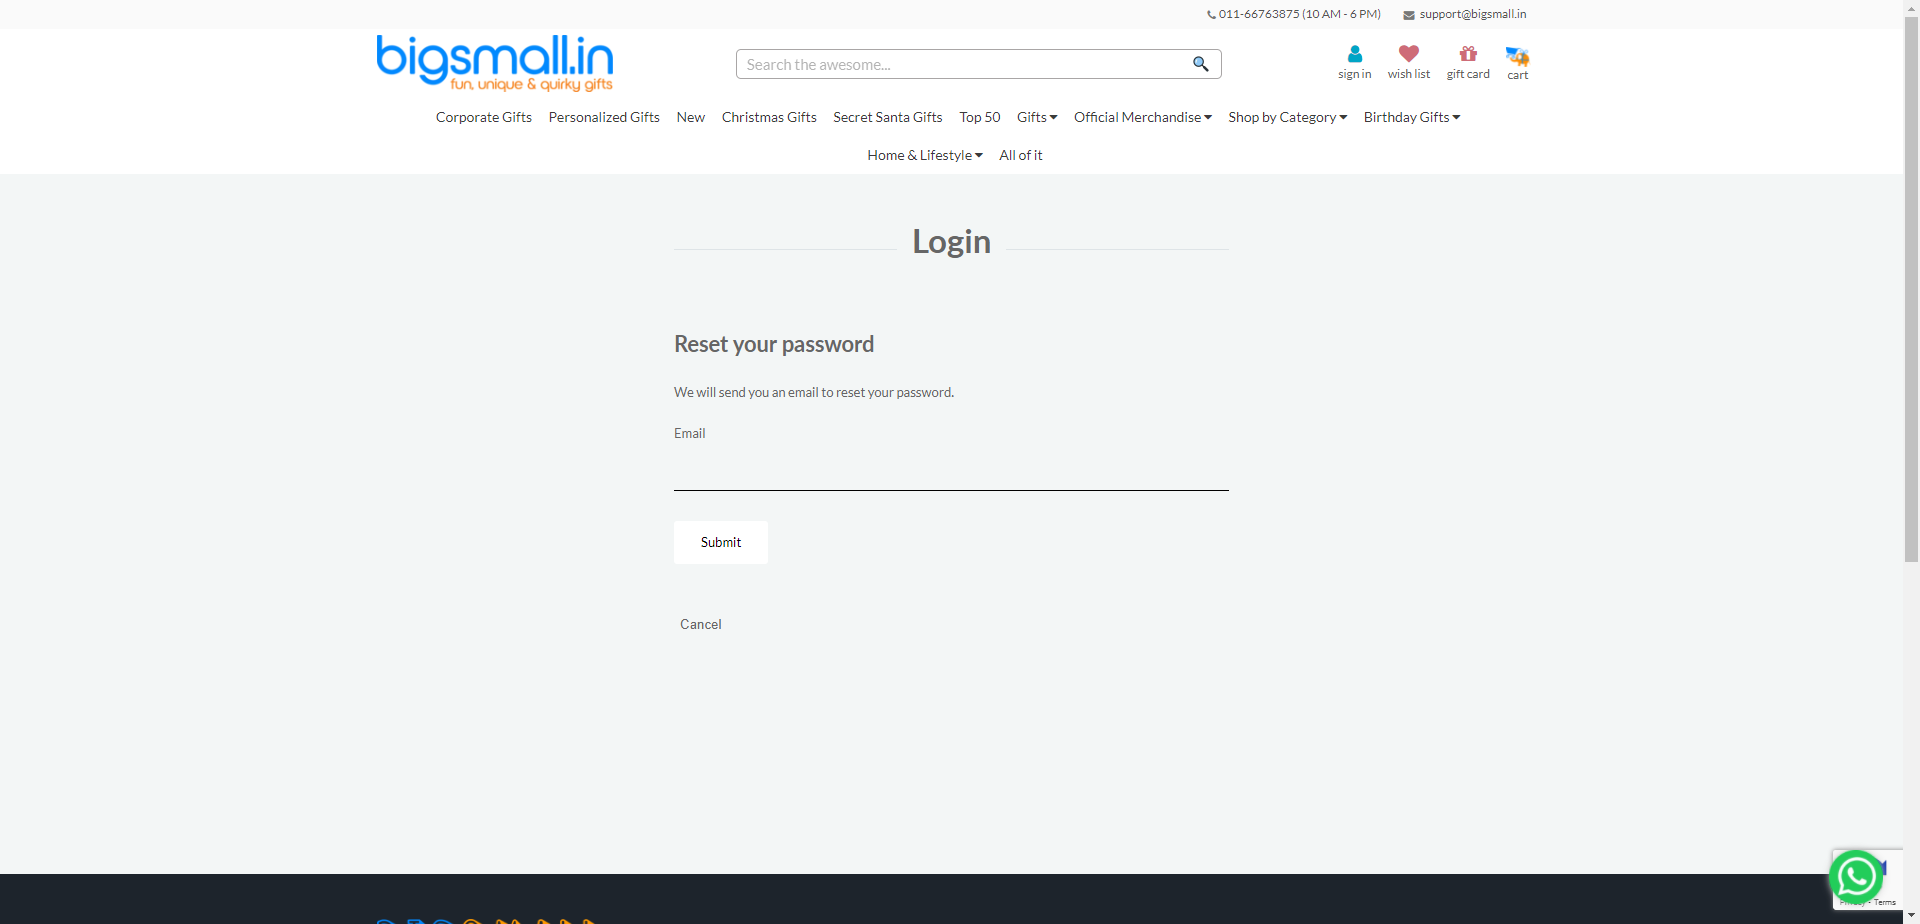 011-66763875 (10 AM - 6 PM) support@bigsmall.in
bigsmall.in
fun, unique & quirky gifts
Search the awesome...
sign in wish list gift card cart
Corporate Gifts Personalized Gifts New Christmas Gifts Secret Santa Gifts Top 50 Gifts Official Merchandise Shop by Category Birthday Gifts
Home & Lifestyle All of it
Login
Reset your password
We will send you an email to reset your password.
Email
Submit
Cancel
- Terms